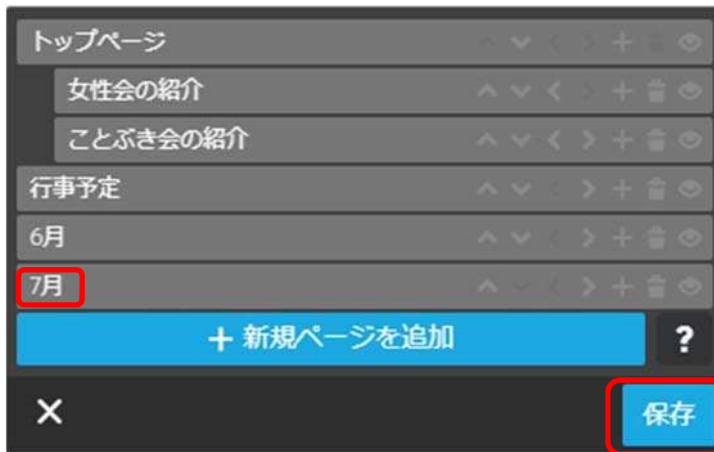 トップページ
女性会の紹介
ことぶき会の紹介
行事予定
6月
7月
+ 新規ページを追加 ?
× 保存